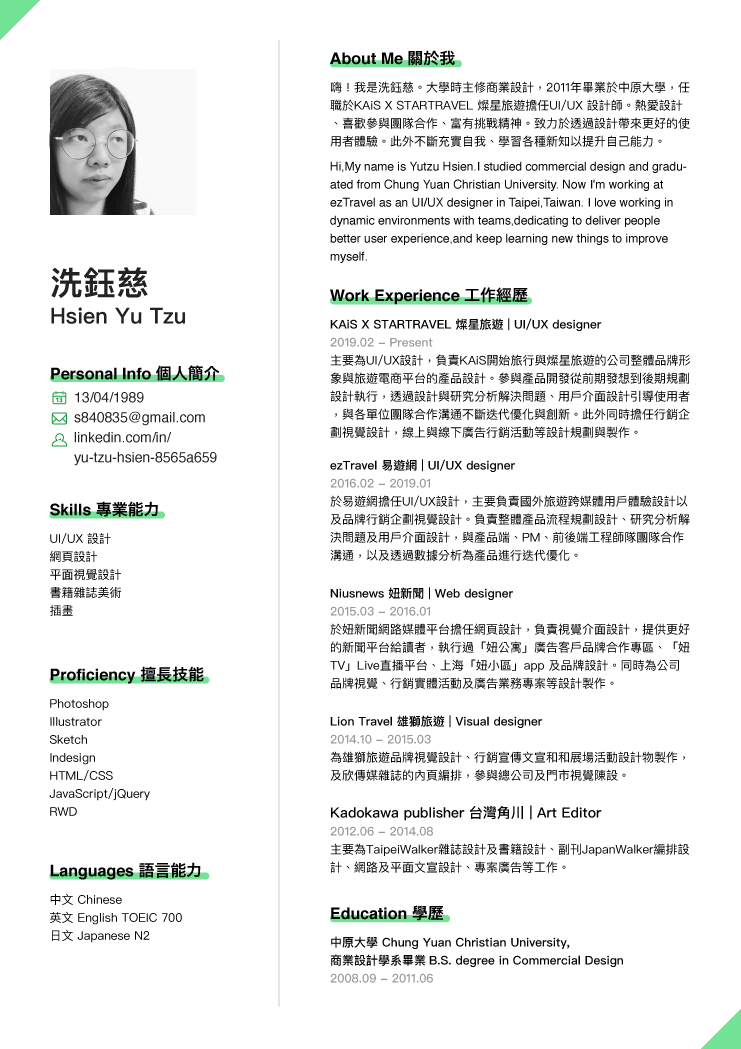 洗鈺慈
Hsien Yu Tzu
Personal Info 個人簡介
13
13/04/1989
s840835@gmail.com
linkedin.com/in/
yu-tzu-hsien-8565a659
Skills 專業能力
UI/UX 設計
網頁設計
平面視覺設計
書籍雜誌美術
插畫
Proficiency 擅長技能
Photoshop
Illustrator
Sketch
Indesign
HTML/CSS
JavaScript/jQuery
RWD
Languages 語言能力
中文 Chinese
英文 English TOEIC 700
日文 Japanese N2
About Me 關於我
嗨！我是洗鈺慈。大學時主修商業設計，2011年畢業於中原大學，任
職於KAiS X STARTRAVEL 燦星旅遊擔任UI/UX 設計師。熱愛設計
、喜歡參與團隊合作、富有挑戰精神。致力於透過設計帶來更好的使
用者體驗。此外不斷充實自我、學習各種新知以提升自己能力。
Hi,My name is Yutzu Hsien.I studied commercial design and gradu-
ated from Chung Yuan Christian University. Now I'm working at
ezTravel as an UI/UX designer in Taipei,Taiwan. I love working in
dynamic environments with teams,dedicating to deliver people
better user experience,and keep learning new things to improve
myself.
Work Experience 工作經歷
KAiS X STARTRAVEL 燦星旅遊 | UI/UX designer
2019.02 – Present
主要為UI/UX設計，負責KAiS開始旅行與燦星旅遊的公司整體品牌形
象與旅遊電商平台的產品設計。參與產品開發從前期發想到後期規劃
設計執行，透過設計與研究分析解決問題、用戶介面設計引導使用者
，與各單位團隊合作溝通不斷迭代優化與創新。此外同時擔任行銷企
劃視覺設計，線上與線下廣告行銷活動等設計規劃與製作。
ezTravel 易遊網 | UI/UX designer
2016.02 – 2019.01
於易遊網擔任UI/UX設計，主要負責國外旅遊跨媒體用戶體驗設計以
及品牌行銷企劃視覺設計。負責整體產品流程規劃設計、研究分析解
決問題及用戶介面設計，與產品端、PM、前後端工程師隊團隊合作
溝通，以及透過數據分析為產品進行迭代優化。
Niusnews 妞新聞 | Web designer
2015.03 – 2016.01
於妞新聞網路媒體平台擔任網頁設計，負責視覺介面設計，提供更好
的新聞平台給讀者，執行過「妞公寓」廣告客戶品牌合作專區、「妞
TV」Live直播平台、上海「妞小區」app 及品牌設計。同時為公司
品牌視覺、行銷實體活動及廣告業務專案等設計製作。
Lion Travel 雄獅旅遊 | Visual designer
2014.10 – 2015.03
為雄獅旅遊品牌視覺設計、行銷宣傳文宣和和展場活動設計物製作，
及欣傳媒雜誌的內頁編排，參與總公司及門市視覺陳設。
Kadokawa publisher 台灣角川 | Art Editor
2012.06 – 2014.08
主要為TaipeiWalker雜誌設計及書籍設計、副刊JapanWalker編排設
計、網路及平面文宣設計、專案廣告等工作。
Education 學歷
中原大學 Chung Yuan Christian University,
商業設計學系畢業 B.S. degree in Commercial Design
2008.09 – 2011.06